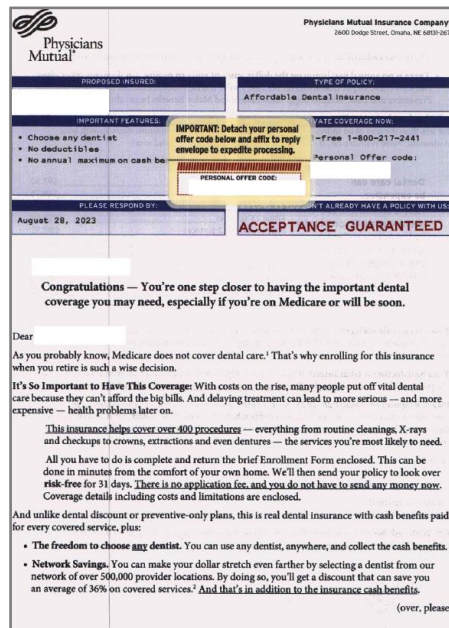 Physicians Mutual Insurance Company
2600 Dodge Street, Omaha, NE 68131-267
Physicians
Mutual®
PROPOSED INSURED:
TYPE OF POLICY:
Affordable Dental Insurance
IMPORTANT FEATURES:
• Choose any dentist
• No deductibles
• No annual maximum on cash be
IMPORTANT: Detach your personal
offer code below and affix to reply
envelope to expedite processing.
PERSONAL OFFER CODE:
VATE COVERAGE NOW:
-free 1-800-217-2441
Personal Offer code:
PLEASE RESPOND BY:
August 28, 2023
N'T ALREADY HAVE A POLICY WITH US:
ACCEPTANCE GUARANTEED
Congratulations — You're one step closer to having the important dental
coverage you may need, especially if you're on Medicare or will be soon.
Dear
As you probably know, Medicare does not cover dental care.¹ That's why enrolling for this insurance
when you retire is such a wise decision.
It's So Important to Have This Coverage: With costs on the rise, many people put off vital dental
care because they can't afford the big bills. And delaying treatment can lead to more serious — and more
expensive — health problems later on.
This insurance helps cover over 400 procedures — everything from routine cleanings, X-rays
and checkups to crowns, extractions and even dentures — the services you're most likely to need.
All you have to do is complete and return the brief Enrollment Form enclosed. This can be
done in minutes from the comfort of your own home. We'll then send your policy to look over
risk-free for 31 days. There is no application fee, and you do not have to send any money now.
Coverage details including costs and limitations are enclosed.
And unlike dental discount or preventive-only plans, this is real dental insurance with cash benefits paid
for every covered service, plus:
• The freedom to choose any dentist. You can use any dentist, anywhere, and collect the cash benefits.
• Network Savings. You can make your dollar stretch even farther by selecting a dentist from our
network of over 500,000 provider locations. By doing so, you'll get a discount that can save you
an average of 36% on covered services.² And that's in addition to the insurance cash benefits.
(over, please